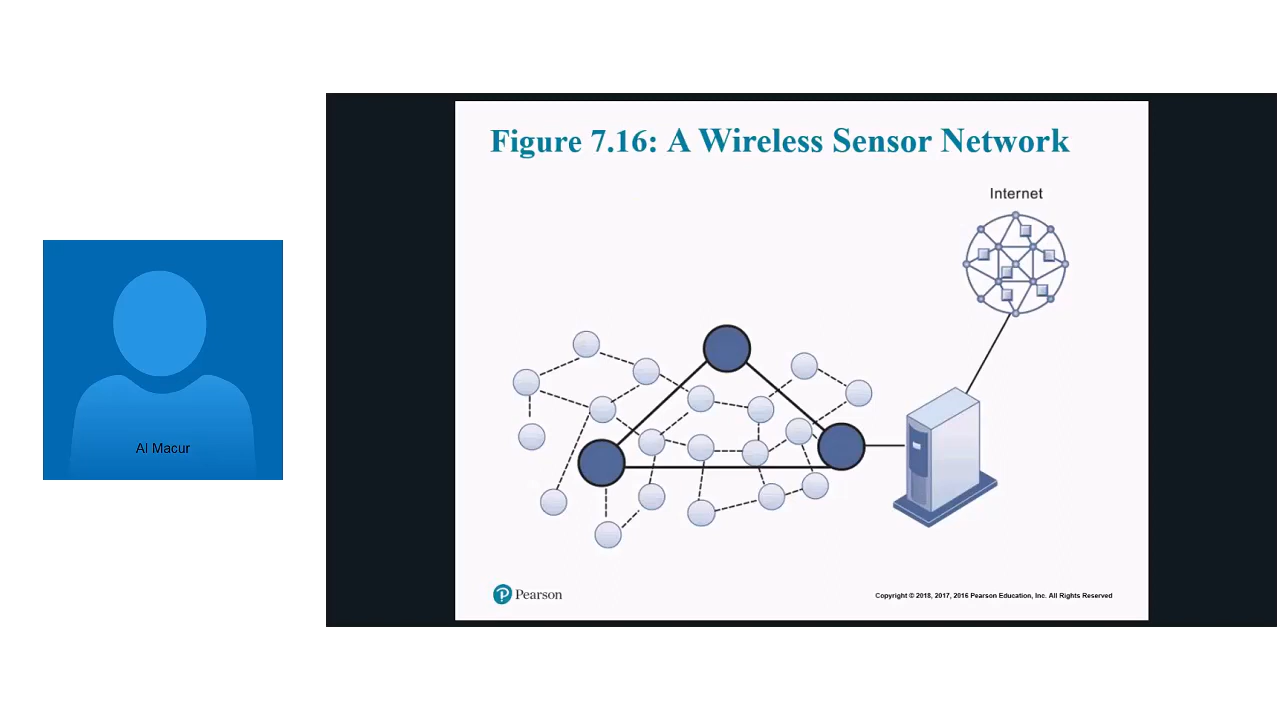 Figure 7.16: A Wireless Sensor Network
Internet
Al Macur
Pearson
Copyright © 2018, 2017, 2016 Pearson Education, Inc. All Rights Reserved